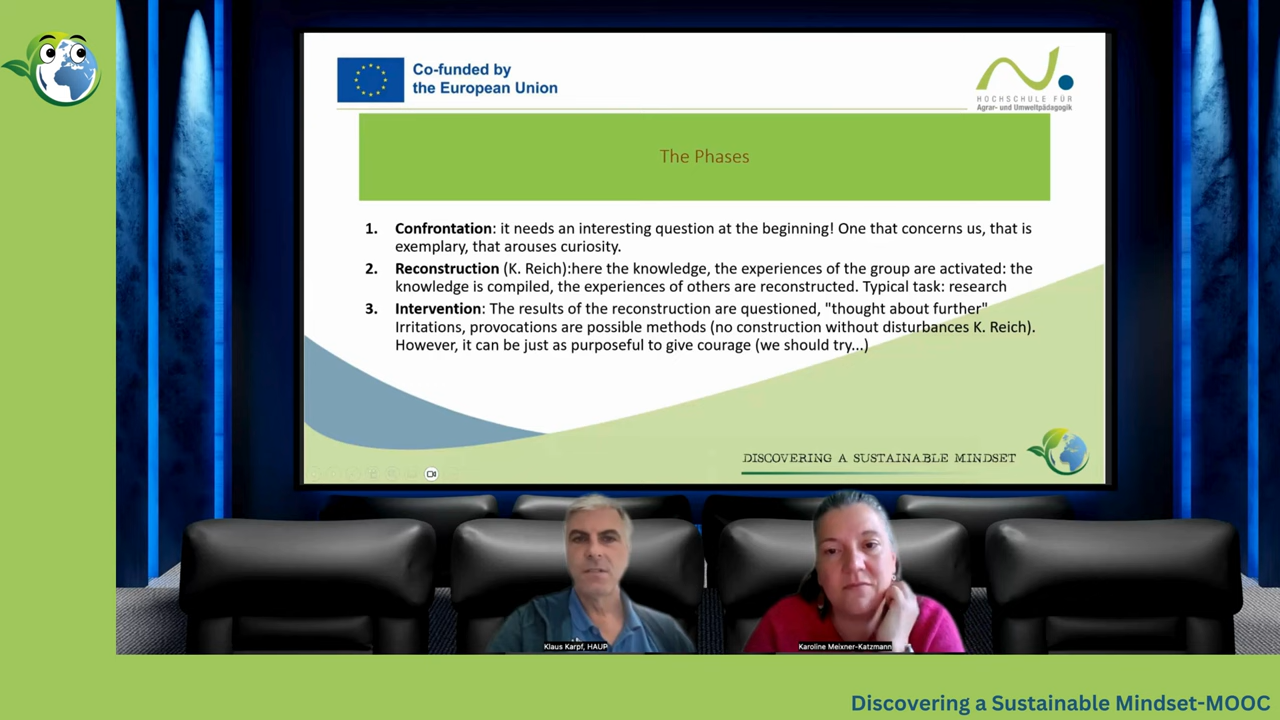 Co-funded by
the European Union
HOCHSCHULE FÜR
Agrar- und Umweltpädagogik
The Phases
1. Confrontation: it needs an interesting question at the beginning! One that concerns us, that is
exemplary, that arouses curiosity.
2. Reconstruction (K. Reich):here the knowledge, the experiences of the group are activated: the
knowledge is compiled, the experiences of others are reconstructed. Typical task: research
3. Intervention: The results of the reconstruction are questioned, "thought about further"
Irritations, provocations are possible methods (no construction without disturbances K. Reich).
However, it can be just as purposeful to give courage (we should try...)
DISCOVERING A SUSTAINABLE MINDSET
Klaus Karpf, HAUP
Karoline Meixner-Katzmann
Discovering a Sustainable Mindset-MOOC